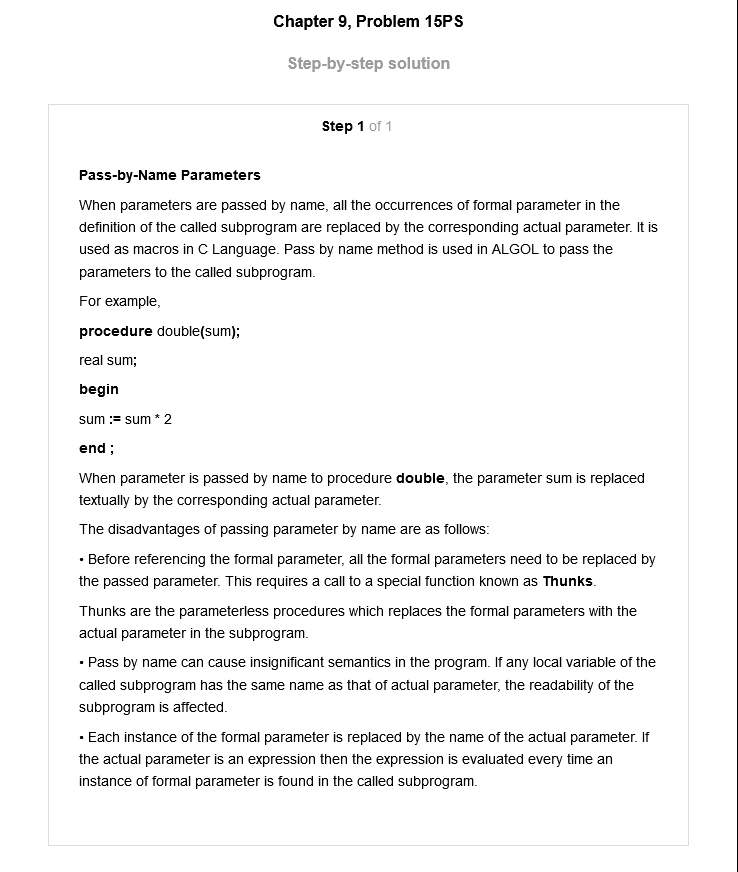 Chapter 9, Problem 15PS
Step-by-step solution
Step 1 of 1
Pass-by-Name Parameters
When parameters are passed by name, all the occurrences of formal parameter in the
definition of the called subprogram are replaced by the corresponding actual parameter. It is
used as macros in C Language. Pass by name method is used in ALGOL to pass the
parameters to the called subprogram.
For example,
procedure double(sum);
real sum;
begin
sum := sum * 2
end ;
When parameter is passed by name to procedure double, the parameter sum is replaced
textually by the corresponding actual parameter.
The disadvantages of passing parameter by name are as follows:
• Before referencing the formal parameter, all the formal parameters need to be replaced by
the passed parameter. This requires a call to a special function known as Thunks.
Thunks are the parameterless procedures which replaces the formal parameters with the
actual parameter in the subprogram.
• Pass by name can cause insignificant semantics in the program. If any local variable of the
called subprogram has the same name as that of actual parameter, the readability of the
subprogram is affected.
• Each instance of the formal parameter is replaced by the name of the actual parameter. If
the actual parameter is an expression then the expression is evaluated every time an
instance of formal parameter is found in the called subprogram.